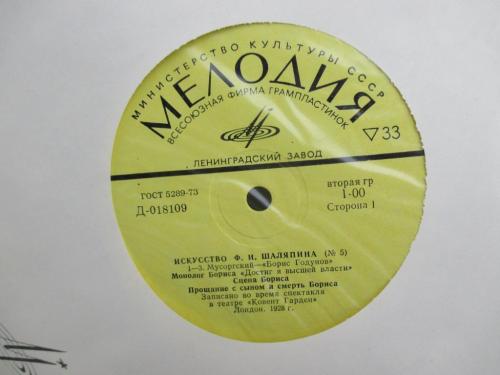 МИНИСТЕРСТВО КУЛЬТУРЫ СССР
МЕЛОДИЯ
ВСЕСОЮЗНАЯ ФИРМА ГРАМПЛАСТИНОК
33
ЛЕНИНГРАДСКИЙ ЗАВОД
ГОСТ 5289-73
Д-018109
вторая гр
1-00
Сторона 1
ИСКУССТВО Ф. И. ШАЛЯПИНА (№ 5)
1—3. Мусоргский—«Борис Годунов»
Монолог Бориса «Достиг я высшей власти»
Сцена Бориса
Прощание с сыном и смерть Бориса
Записано во время спектакля
в театре «Ковент Гарден»
Лондон. 1928 г.